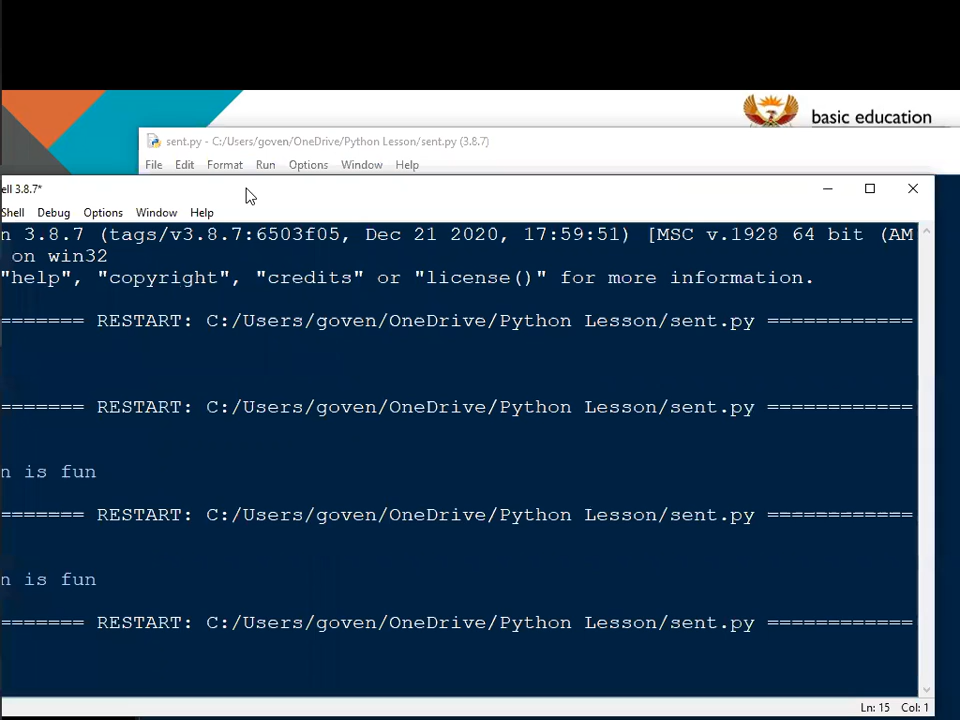 basic education
sent.py - C:/Users/goven/OneDrive/Python Lesson/sent.py (3.8.7)
File Edit Format Run Options Window Help
ell 3.8.7*
Shell Debug Options Window Help
n 3.8.7 (tags/v3.8.7:6503f05, Dec 21 2020, 17:59:51) [MSC v.1928 64 bit (AM
on win32
"help", "copyright", "credits" or "license()" for more information.
======= RESTART: C:/Users/goven/OneDrive/Python Lesson/sent.py ============
======= RESTART: C:/Users/goven/OneDrive/Python Lesson/sent.py ============
n is fun
======= RESTART: C:/Users/goven/OneDrive/Python Lesson/sent.py ============
n is fun
======= RESTART: C:/Users/goven/OneDrive/Python Lesson/sent.py ============
Ln: 15 Col: 1